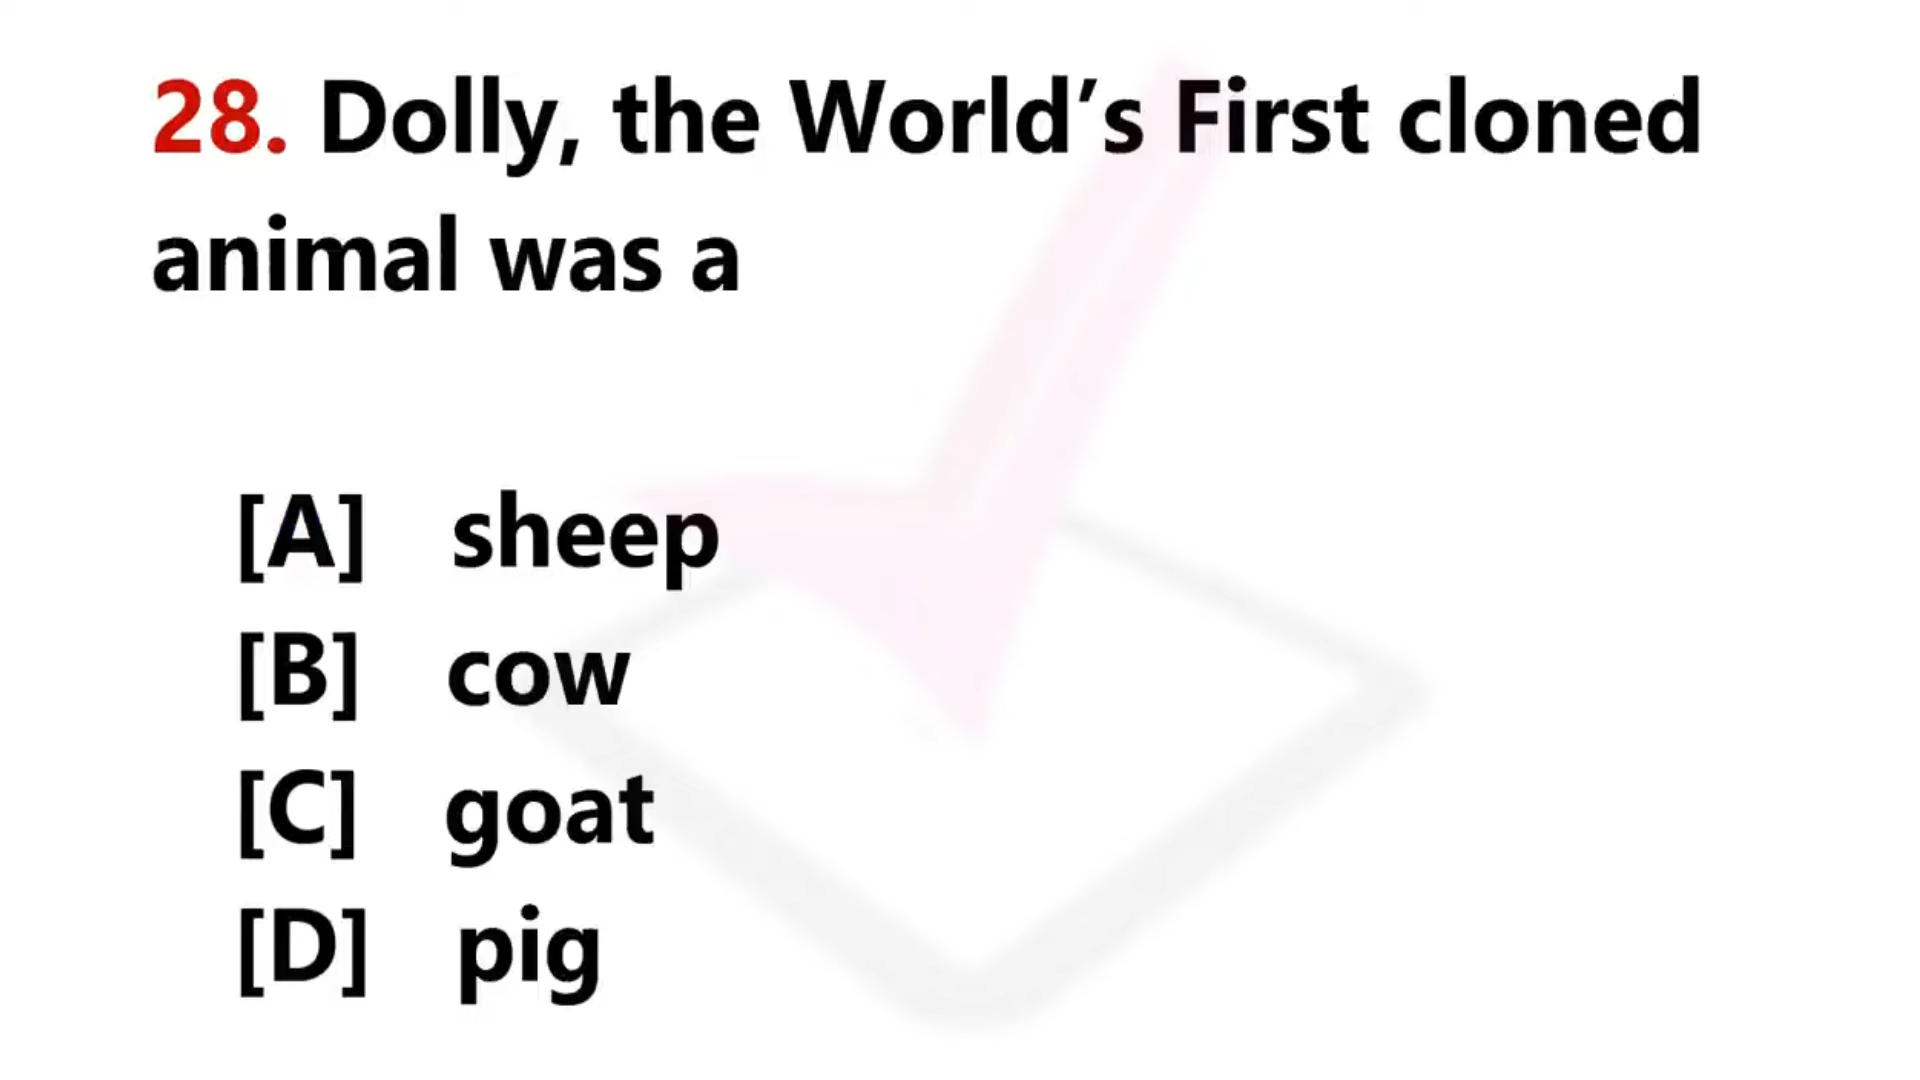 28. Dolly, the World’s First cloned
animal was a
[A] sheep
[B] cow
[C] goat
[D] pig